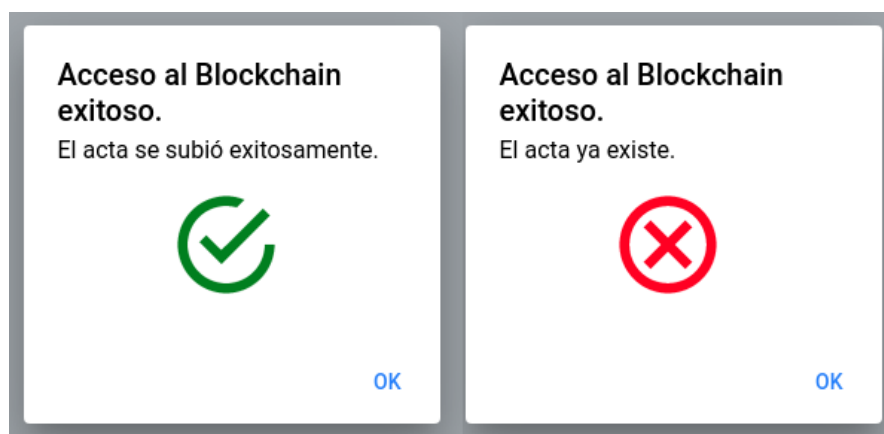 Acceso al Blockchain
exitoso.
El acta se subió exitosamente.
OK
Acceso al Blockchain
exitoso.
El acta ya existe.
OK